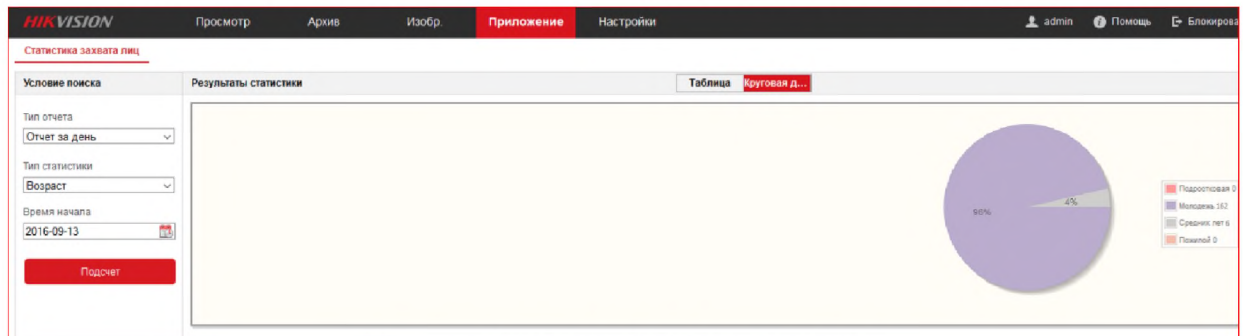 HIKVISION Просмотр Архив Изобр. Приложение Настройки admin Помощь Блокирова
Статистика захвата лиц
Условие поиска Результаты статистики Таблица Круговая д...
Тип отчета
Отчет за день
Тип статистики
Возраст
Время начала
2016-09-13
Подсчет
96% 4%
Подростковая 0
Молодежь 162
Средних лет 6
Пожилой 0